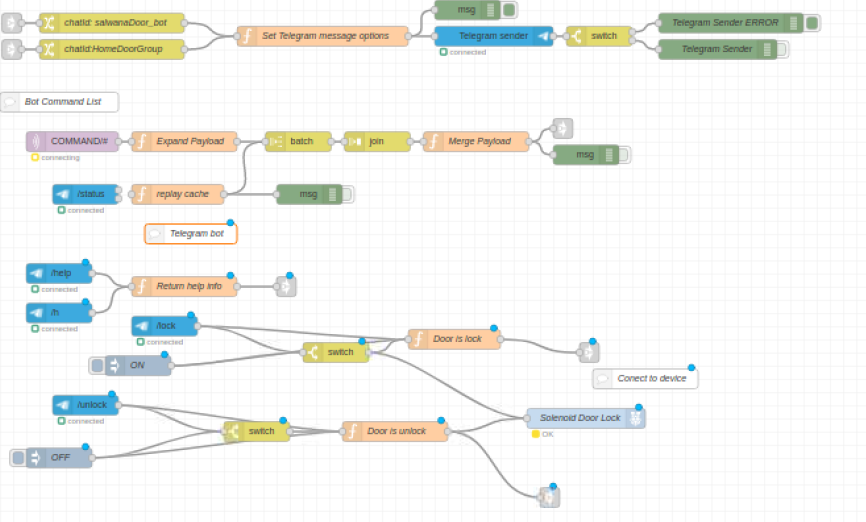 msg
chatId: salwanaDoor_bot
Set Telegram message options
Telegram sender
switch
Telegram Sender ERROR
chatId:HomeDoorGroup
Telegram Sender
connected
Bot Command List
COMMAND/#
Expand Payload
batch
join
Merge Payload
msg
connecting
/status
replay cache
msg
connected
Telegram bot
/help
Return help info
connected
/h
connected
/lock
Door is lock
connected
switch
ON
Conect to device
/unlock
connected
Solenoid Door Lock
switch
Door is unlock
OK
OFF